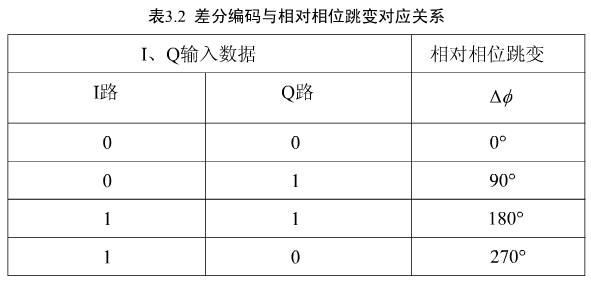 表3.2 差分编码与相对相位跳变对应关系
I、Q输入数据 相对相位跳变
I路 Q路 Δϕ
0 0 0°
0 1 90°
1 1 180°
1 0 270°